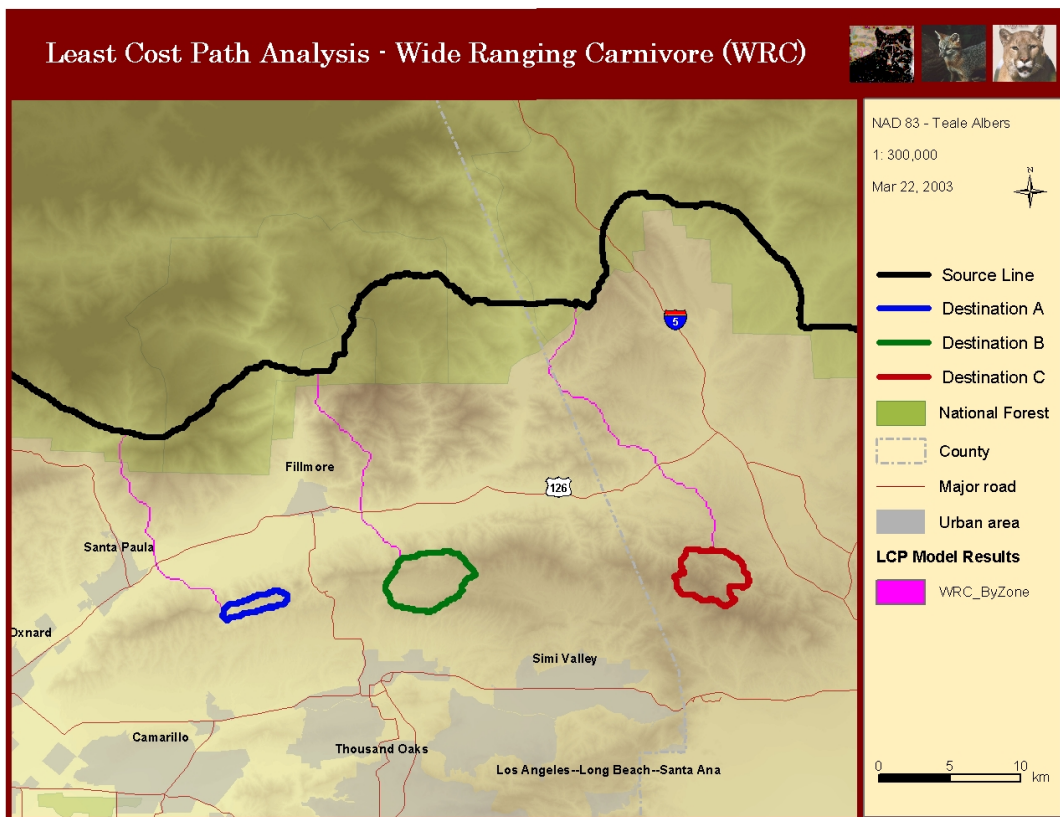 Least Cost Path Analysis - Wide Ranging Carnivore (WRC)
NAD 83 - Teale Albers
1: 300,000
Mar 22, 2003
N
Source Line
Destination A
Destination B
Destination C
National Forest
County
Major road
Urban area
LCP Model Results
WRC_ByZone
0 5 10
km
5
Fillmore
126
Santa Paula
Oxnard
Simi Valley
Camarillo
Thousand Oaks
Los Angeles--Long Beach--Santa Ana